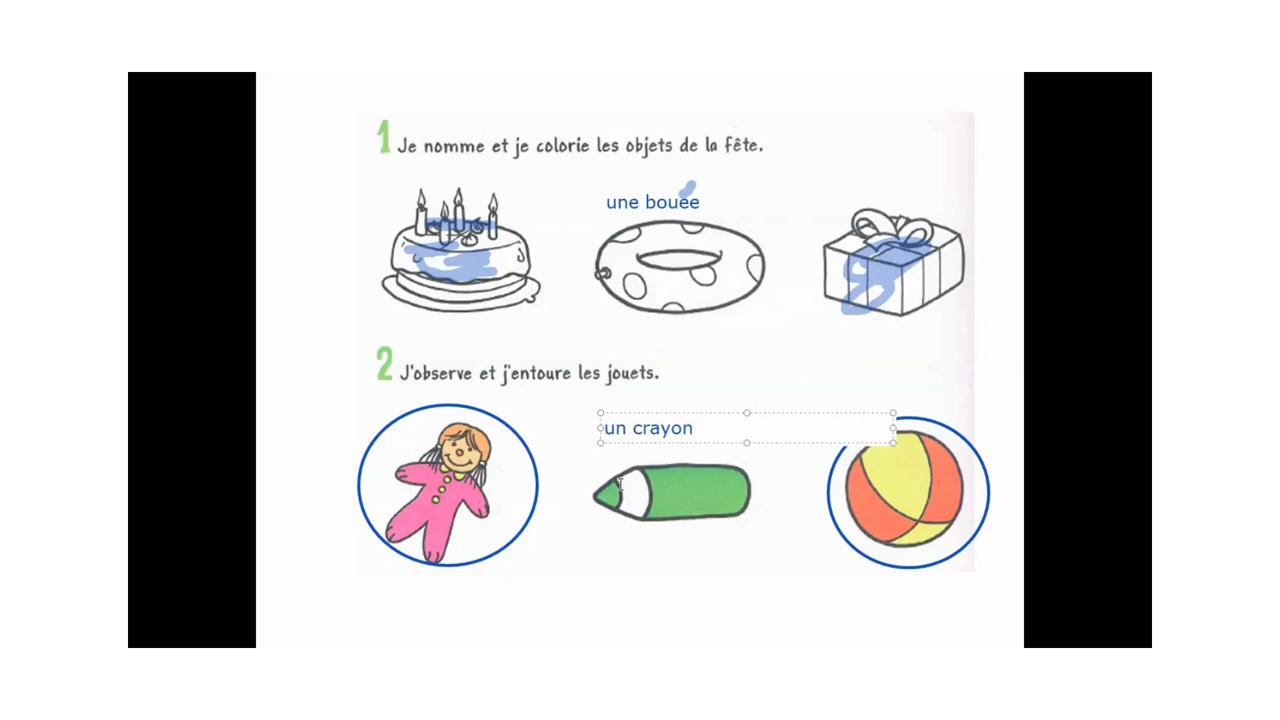 1 Je nomme et je colorie les objets de la fête.
une bouée
2 J'observe et j'entoure les jouets.
un crayon